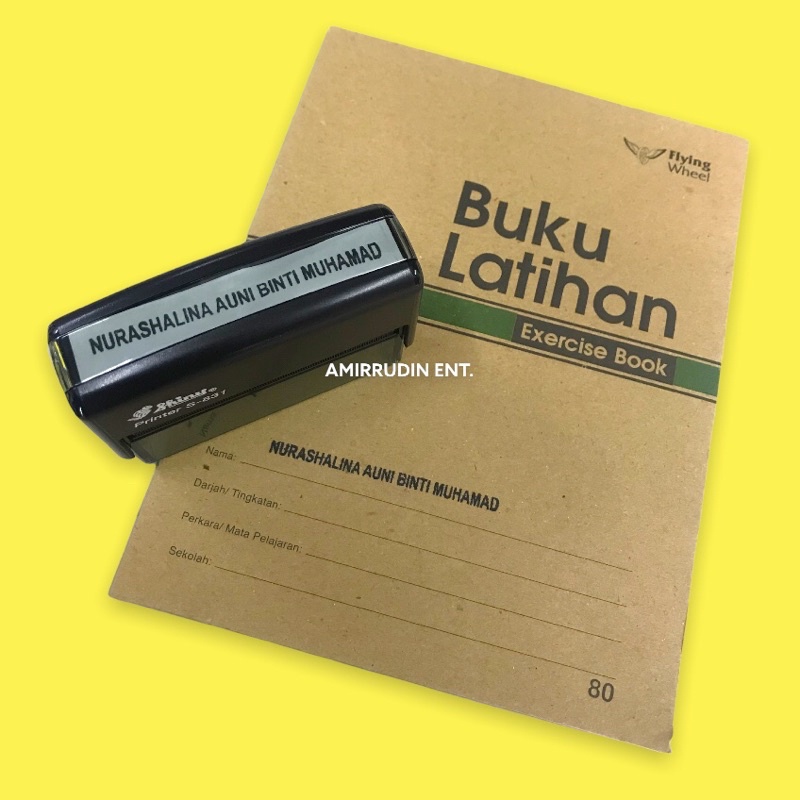 Flying
Wheel
Buku
Latihan
Exercise Book
NURASHALINA AUNI BINTI MUHAMAD
Shiny
Printer S-831
AMIRRUDIN ENT.
Nama: NURASHALINA AUNI BINTI MUHAMAD
Darjah/ Tingkatan:
Perkara/ Mata Pelajaran:
Sekolah:
80